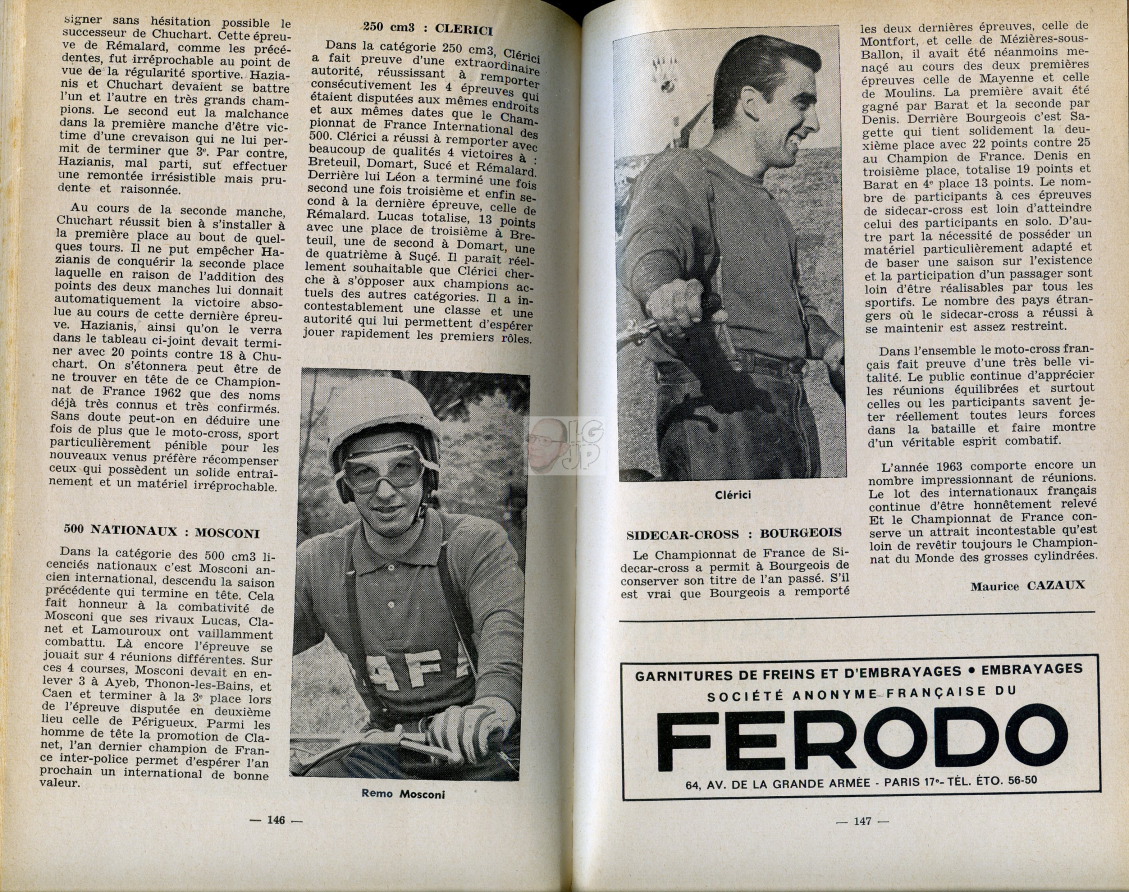 signer sans hésitation possible le
successeur de Chuchart. Cette épreu-
ve de Rémalard, comme les précé-
dentes, fut irréprochable au point de
vue de la régularité sportive. Hazia-
nis et Chuchart devaient se battre
l'un et l'autre en très grands cham-
pions. Le second eut la malchance
dans la première manche d'être vic-
time d'une crevaison qui ne lui per-
mit de terminer que 3e. Par contre,
Hazianis, mal parti, sut effectuer
une remontée irrésistible mais pru-
dente et raisonnée.
Au cours de la seconde manche,
Chuchart réussit bien à s'installer à
la première place au bout de quel-
ques tours. Il ne put empêcher Ha-
zianis de conquérir la seconde place
laquelle en raison de l'addition des
points des deux manches lui donnait
automatiquement la victoire abso-
lue au cours de cette dernière épreu-
ve. Hazianis, ainsi qu'on le verra
dans le tableau ci-joint devait termi-
ner avec 20 points contre 18 à Chu-
chart. On s'étonnera peut être de
ne trouver en tête de ce Champion-
nat de France 1962 que des noms
déjà très connus et très confirmés.
Sans doute peut-on en déduire une
fois de plus que le moto-cross, sport
particulièrement pénible pour les
nouveaux venus préfère récompenser
ceux qui possèdent un solide entraî-
nement et un matériel irréprochable.
500 NATIONAUX : MOSCONI
Dans la catégorie des 500 cm3 li-
cenciés nationaux c'est Mosconi an-
cien international, descendu la saison
précédente qui termine en tête. Cela
fait honneur à la combativité de
Mosconi que ses rivaux Lucas, Cla-
net et Lamouroux ont vaillamment
combattu. Là encore l'épreuve se
jouait sur 4 réunions différentes. Sur
ces 4 courses, Mosconi devait en en-
lever 3 à Ayeb, Thonon-les-Bains, et
Caen et terminer à la 3e place lors
de l'épreuve disputée en deuxième
lieu celle de Périgueux. Parmi les
homme de tête la promotion de Cla-
net, l'an dernier champion de Fran-
ce inter-police permet d'espérer l'an
prochain un international de bonne
valeur.
250 cm3 : CLERICI
Dans la catégorie 250 cm3, Clérici
a fait preuve d'une extraordinaire
autorité, réussissant à remporter
consécutivement les 4 épreuves qui
étaient disputées aux mêmes endroits
et aux mêmes dates que le Cham-
pionnat de France International des
500. Clérici a réussi à remporter avec
beaucoup de qualités 4 victoires à :
Breteuil, Domart, Sucé et Rémalard.
Derrière lui Léon a terminé une fois
second une fois troisième et enfin se-
cond à la dernière épreuve, celle de
Rémalard. Lucas totalise, 13 points
avec une place de troisième à Bre-
teuil, une de second à Domart, une
de quatrième à Suçé. Il paraît réel-
lement souhaitable que Clérici cher-
che à s'opposer aux champions ac-
tuels des autres catégories. Il a in-
contestablement une classe et une
autorité qui lui permettent d'espérer
jouer rapidement les premiers rôles.
AFA
Remo Mosconi
— 146 —
IG
JP
Clérici
SIDECAR-CROSS : BOURGEOIS
Le Championnat de France de Si-
decar-cross a permit à Bourgeois de
conserver son titre de l'an passé. S'il
est vrai que Bourgeois a remporté
les deux dernières épreuves, celle de
Montfort, et celle de Mézières-sous-
Ballon, il avait été néanmoins me-
naçé au cours des deux premières
épreuves celle de Mayenne et celle
de Moulins. La première avait été
gagné par Barat et la seconde par
Denis. Derrière Bourgeois c'est Sa-
gette qui tient solidement la deu-
xième place avec 22 points contre 25
au Champion de France. Denis en
troisième place, totalise 19 points et
Barat en 4e place 13 points. Le nom-
bre de participants à ces épreuves
de sidecar-cross est loin d'atteindre
celui des participants en solo. D'au-
tre part la nécessité de posséder un
matériel particulièrement adapté et
de baser une saison sur l'existence
et la participation d'un passager sont
loin d'être réalisables par tous les
sportifs. Le nombre des pays étran-
gers où le sidecar-cross a réussi à
se maintenir est assez restreint.
Dans l'ensemble le moto-cross fran-
çais fait preuve d'une très belle vi-
talité. Le public continue d'apprécier
les réunions équilibrées et surtout
celles ou les participants savent je-
ter réellement toutes leurs forces
dans la bataille et faire montre
d'un véritable esprit combatif.
L'année 1963 comporte encore un
nombre impressionnant de réunions.
Le lot des internationaux français
continue d'être honnêtement relevé
Et le Championnat de France con-
serve un attrait incontestable qu'est
loin de revêtir toujours le Champion-
nat du Monde des grosses cylindrées.
Maurice CAZAUX
GARNITURES DE FREINS ET D'EMBRAYAGES • EMBRAYAGES
SOCIÉTÉ ANONYME FRANÇAISE DU
FERODO
64, AV. DE LA GRANDE ARMÉE - PARIS 17e - TÉL. ÉTO. 56-50
— 147 —